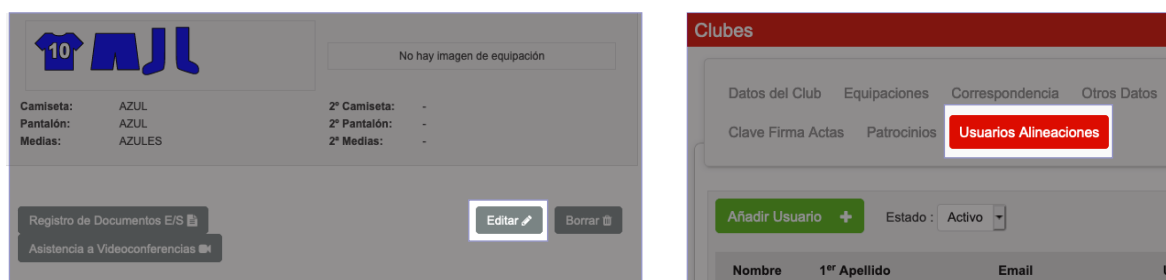 10
No hay imagen de equipación
Camiseta: AZUL 2ª Camiseta: -
Pantalón: AZUL 2º Pantalón: -
Medias: AZULES 2ª Medias: -
Registro de Documentos E/S
Editar
Borrar
Asistencia a Videoconferencias
Clubes
Datos del Club Equipaciones Correspondencia Otros Datos
Clave Firma Actas Patrocinios Usuarios Alineaciones
Añadir Usuario + Estado : Activo
Nombre 1er Apellido Email